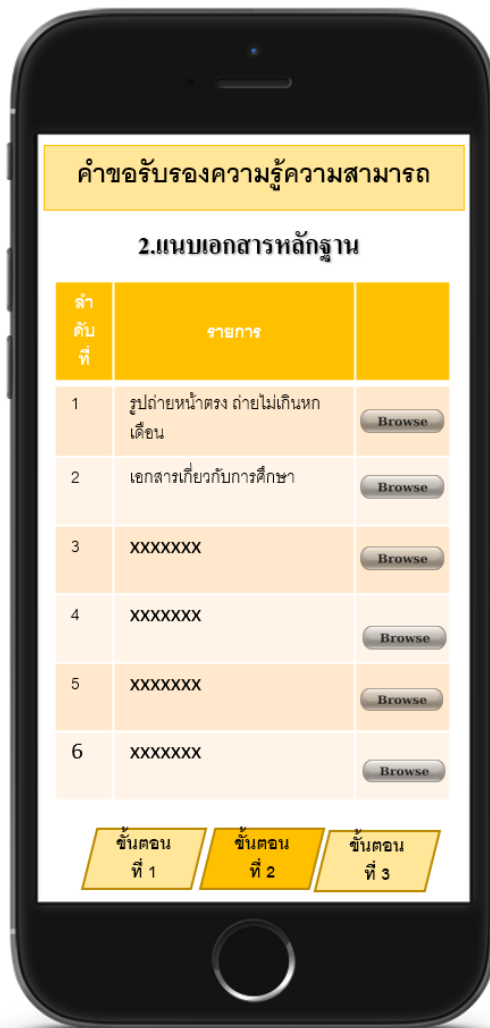 คำขอรับรองความรู้ความสามารถ
2.แนบเอกสารหลักฐาน
ลำ
ดับ
ที่
รายการ
1 รูปถ่ายหน้าตรง ถ่ายไม่เกินหก
เดือน
Browse
2 เอกสารเกี่ยวกับการศึกษา
Browse
3 XXXXXXX
Browse
4 XXXXXXX
Browse
5 XXXXXXX
Browse
6 XXXXXXX
Browse
ขั้นตอน
ที่ 1
ขั้นตอน
ที่ 2
ขั้นตอน
ที่ 3